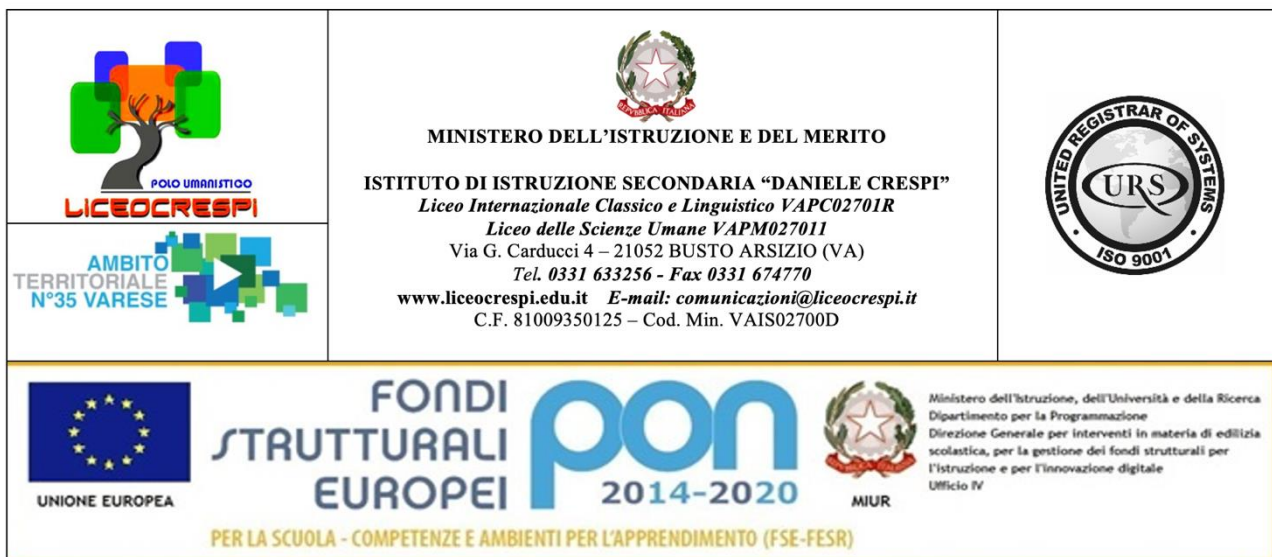 POLO UMANISTICO
LICEOCRESPI
AMBITO
TERRITORIALE
N°35 VARESE
REPVBBLICA ITALIANA
MINISTERO DELL'ISTRUZIONE E DEL MERITO
ISTITUTO DI ISTRUZIONE SECONDARIA “DANIELE CRESPI”
Liceo Internazionale Classico e Linguistico VAPC02701R
Liceo delle Scienze Umane VAPM027011
Via G. Carducci 4 – 21052 BUSTO ARSIZIO (VA)
Tel. 0331 633256 - Fax 0331 674770
www.liceocrespi.edu.it E-mail: comunicazioni@liceocrespi.it
C.F. 81009350125 – Cod. Min. VAIS02700D
UNITED REGISTRAR OF SYSTEMS
URS
ISO 9001
UNIONE EUROPEA
FONDI
STRUTTURALI
EUROPEI
pon
2014-2020
MIUR
Ministero dell'Istruzione, dell'Università e della Ricerca
Dipartimento per la Programmazione
Direzione Generale per interventi in materia di edilizia
scolastica, per la gestione dei fondi strutturali per
l'istruzione e per l'innovazione digitale
Ufficio IV
PER LA SCUOLA - COMPETENZE E AMBIENTI PER L'APPRENDIMENTO (FSE-FESR)